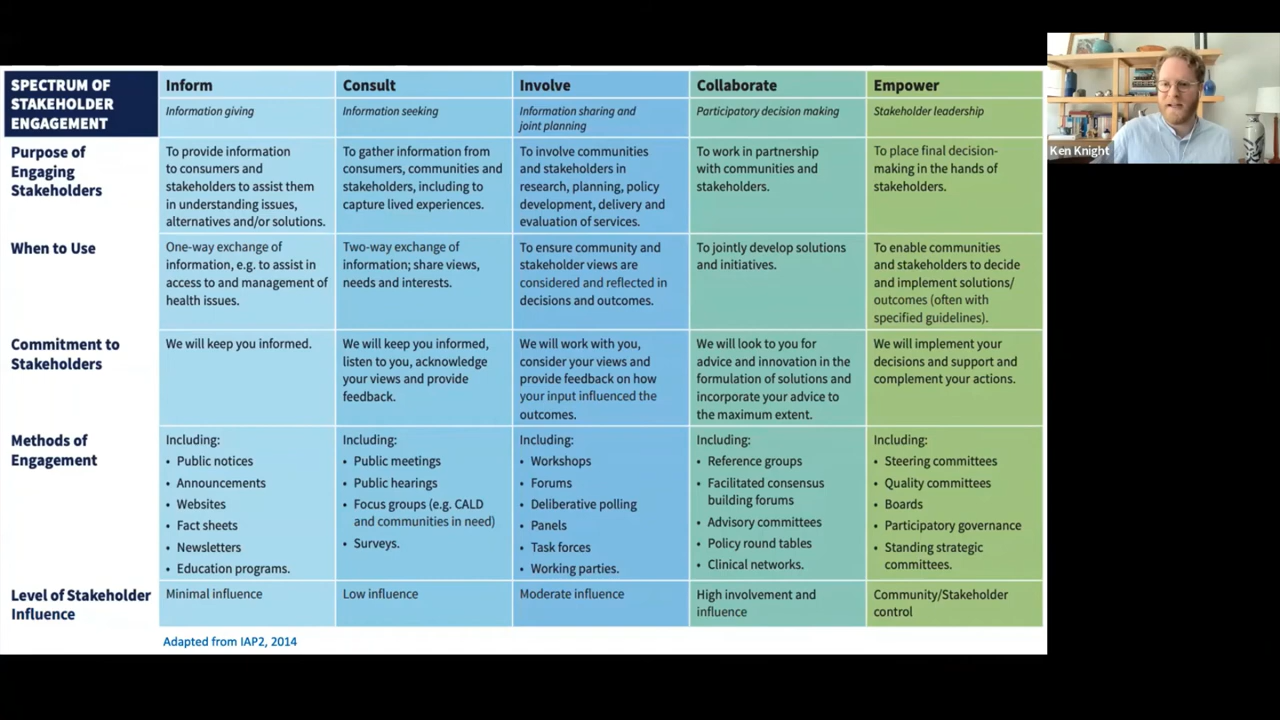 SPECTRUM OF
STAKEHOLDER
ENGAGEMENT
Inform
Information giving
Consult
Information seeking
Involve
Information sharing and
joint planning
Collaborate
Participatory decision making
Empower
Stakeholder leadership
Purpose of
Engaging
Stakeholders
To provide information
to consumers and
stakeholders to assist them
in understanding issues,
alternatives and/or solutions.
To gather information from
consumers, communities and
stakeholders, including to
capture lived experiences.
To involve communities
and stakeholders in
research, planning, policy
development, delivery and
evaluation of services.
To work in partnership
with communities and
stakeholders.
To place final decision-
making in the hands of
stakeholders.
When to Use
One-way exchange of
information, e.g. to assist in
access to and management of
health issues.
Two-way exchange of
information; share views,
needs and interests.
To ensure community and
stakeholder views are
considered and reflected in
decisions and outcomes.
To jointly develop solutions
and initiatives.
To enable communities
and stakeholders to decide
and implement solutions/
outcomes (often with
specified guidelines).
Commitment to
Stakeholders
We will keep you informed.
We will keep you informed,
listen to you, acknowledge
your views and provide
feedback.
We will work with you,
consider your views and
provide feedback on how
your input influenced the
outcomes.
We will look to you for
advice and innovation in the
formulation of solutions and
incorporate your advice to
the maximum extent.
We will implement your
decisions and support and
complement your actions.
Methods of
Engagement
Including:
• Public notices
• Announcements
• Websites
• Fact sheets
• Newsletters
• Education programs.
Including:
• Public meetings
• Public hearings
• Focus groups (e.g. CALD
and communities in need)
• Surveys.
Including:
• Workshops
• Forums
• Deliberative polling
• Panels
• Task forces
• Working parties.
Including:
• Reference groups
• Facilitated consensus
building forums
• Advisory committees
• Policy round tables
• Clinical networks.
Including:
• Steering committees
• Quality committees
• Boards
• Participatory governance
• Standing strategic
committees.
Level of Stakeholder
Influence
Minimal influence
Low influence
Moderate influence
High involvement and
influence
Community/Stakeholder
control
Adapted from IAP2, 2014
Ken Knight